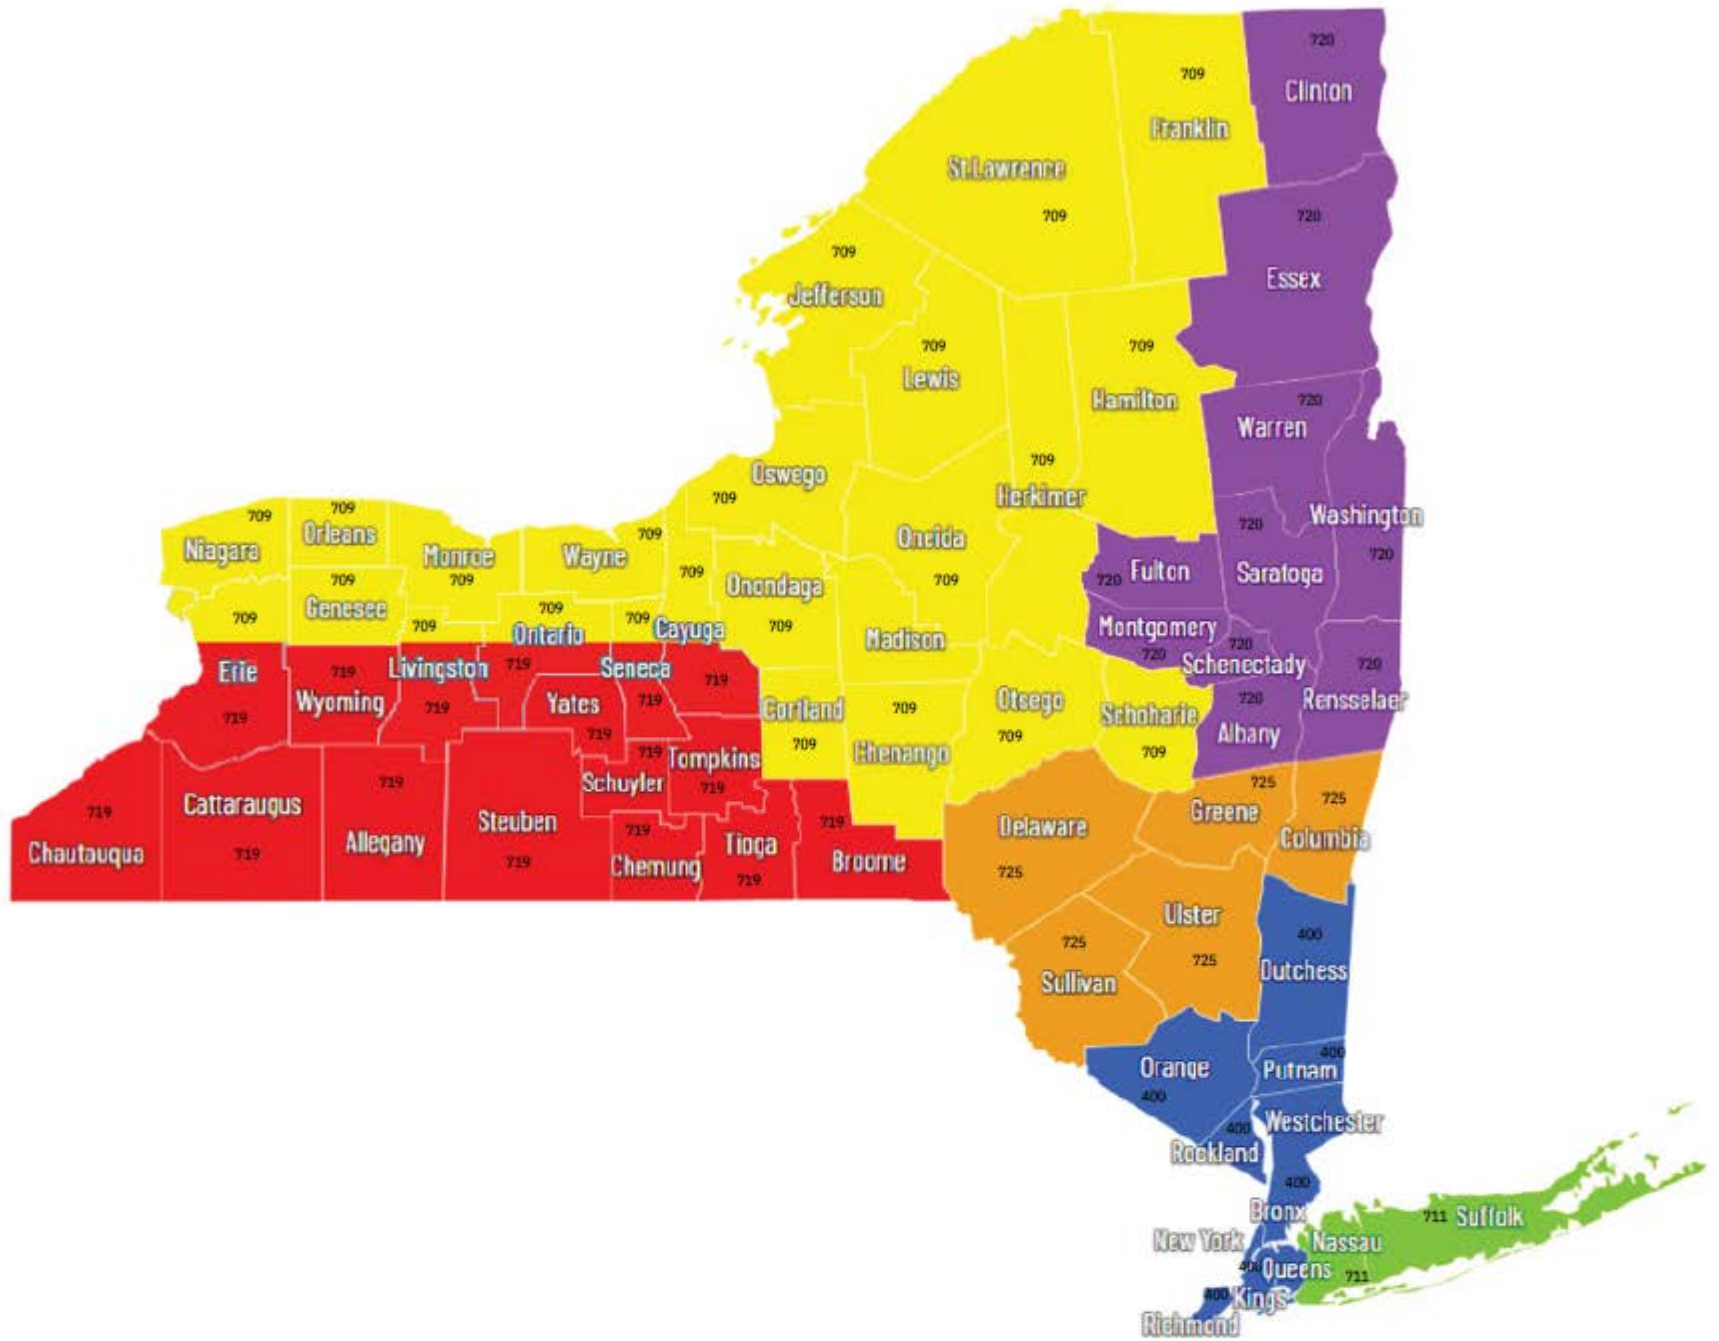 720
Clinton
709
Franklin
St.Lawrence
709
720
Essex
709
Jefferson
709
Lewis
709
Hamilton
720
Warren
709
Herkimer
Oswego
709
709
Niagara
709
Orleans
Monroe
709
Wayne
709
Oneida
709
720
Washington
720
Saratoga
720
Fulton
709
Genesee
709
Cayuga
Onondaga
709
709
709
709
Ontario
709
Madison
Montgomery
720
720
Schenectady
720
Rensselaer
Erie
719
719
Wyoming
Livingston
719
719
Seneca
719
719
Yates
719
Cortland
709
709
Chenango
Otsego
709
Schoharie
709
720
Albany
719
Schuyler
Tompkins
719
719
Chautauqua
Cattaraugus
719
719
Allegany
Steuben
719
719
Chemung
Tioga
719
719
Broome
Delaware
725
725
Greene
725
Columbia
Ulster
725
725
Sullivan
400
Dutchess
Orange
400
400
Putnam
Westchester
400
Rockland
400
Bronx
New York
400
Queens
Nassau
711
711 Suffolk
400
Kings
Richmond